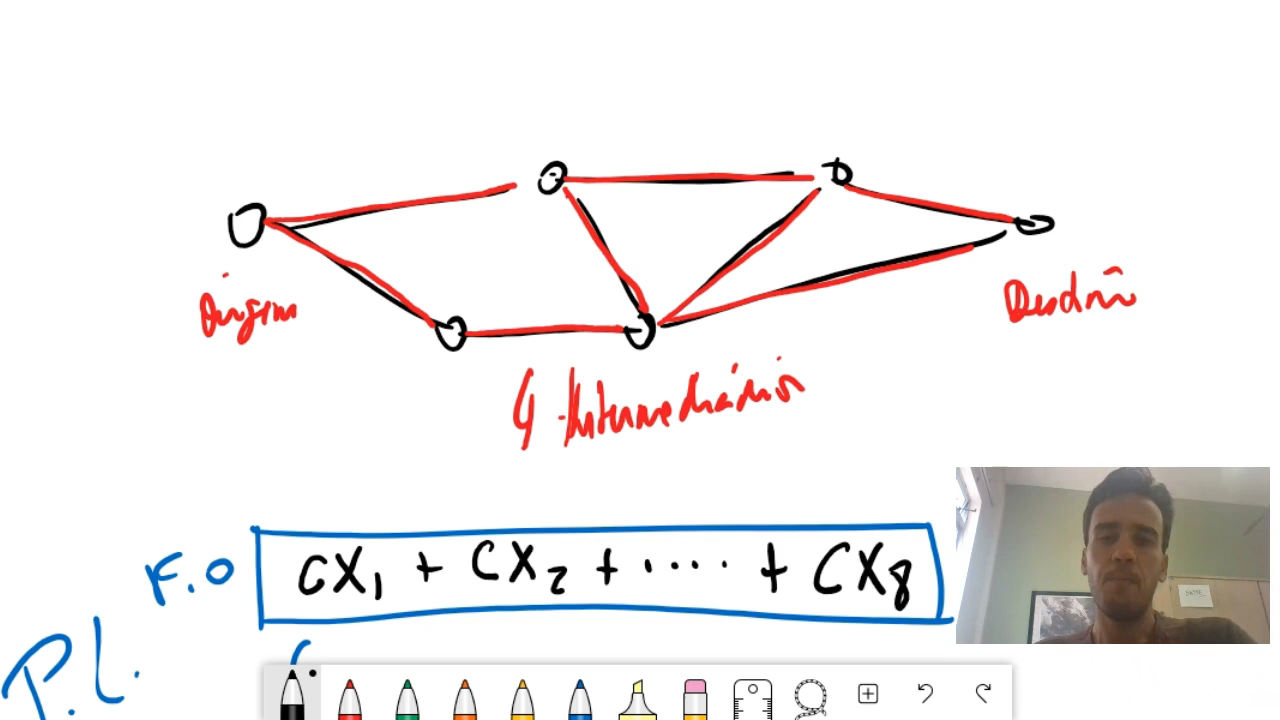 Origem
Destino
4 Intermediários
F.O CX₁ + CX₂ + .... + CX₈
P.L.